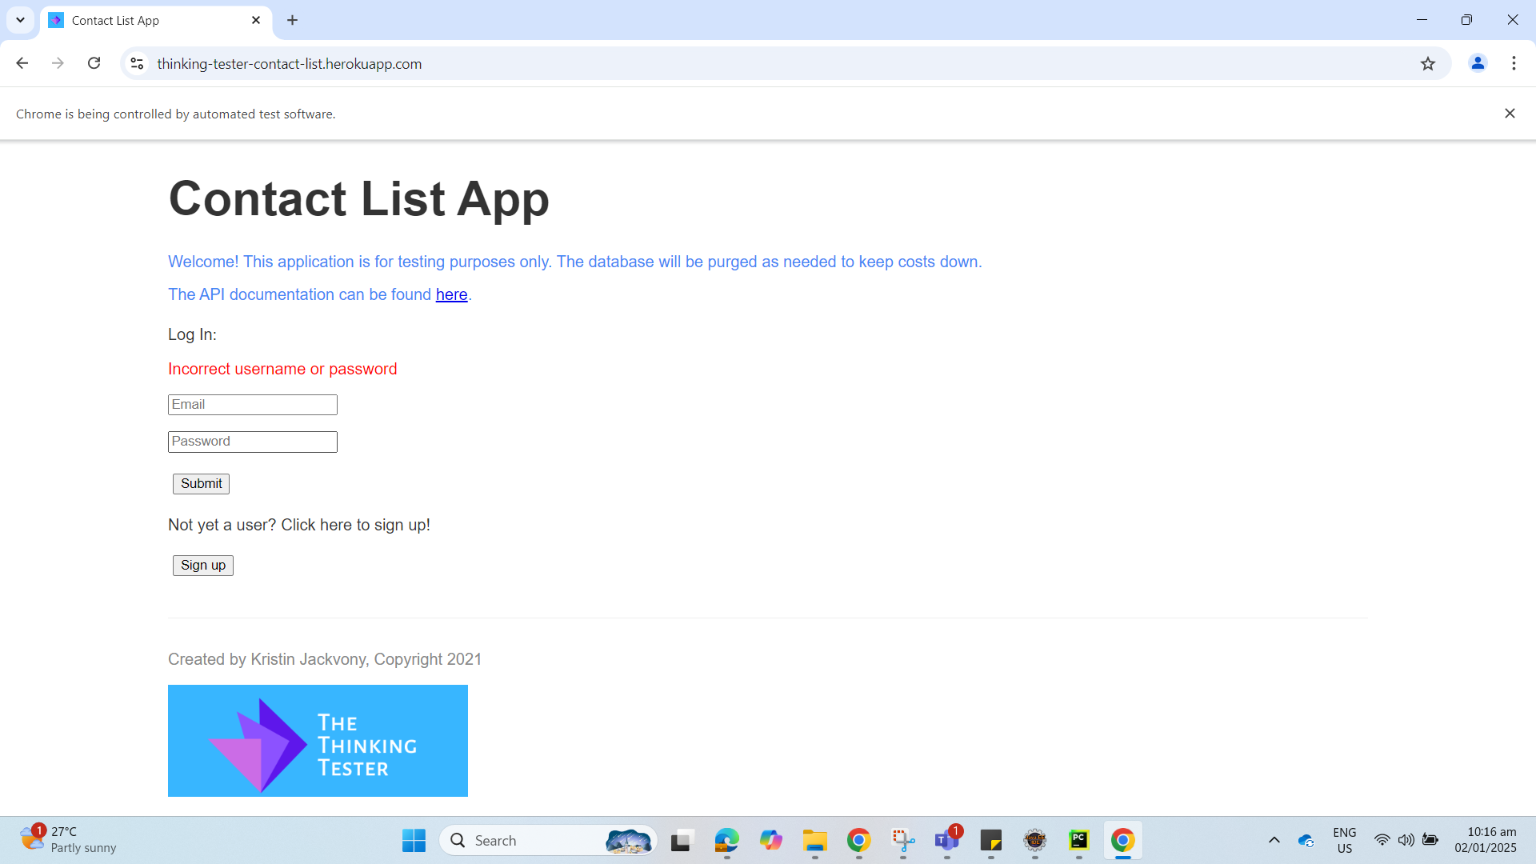 Contact List App
thinking-tester-contact-list.herokuapp.com
Chrome is being controlled by automated test software.
Contact List App
Welcome! This application is for testing purposes only. The database will be purged as needed to keep costs down.
The API documentation can be found here.
Log In:
Incorrect username or password
Email
Password
Submit
Not yet a user? Click here to sign up!
Sign up
Created by Kristin Jackvony, Copyright 2021
THE
THINKING
TESTER
1
27°C
Partly sunny
Search
1
PC
ENG
US
10:16 am
02/01/2025